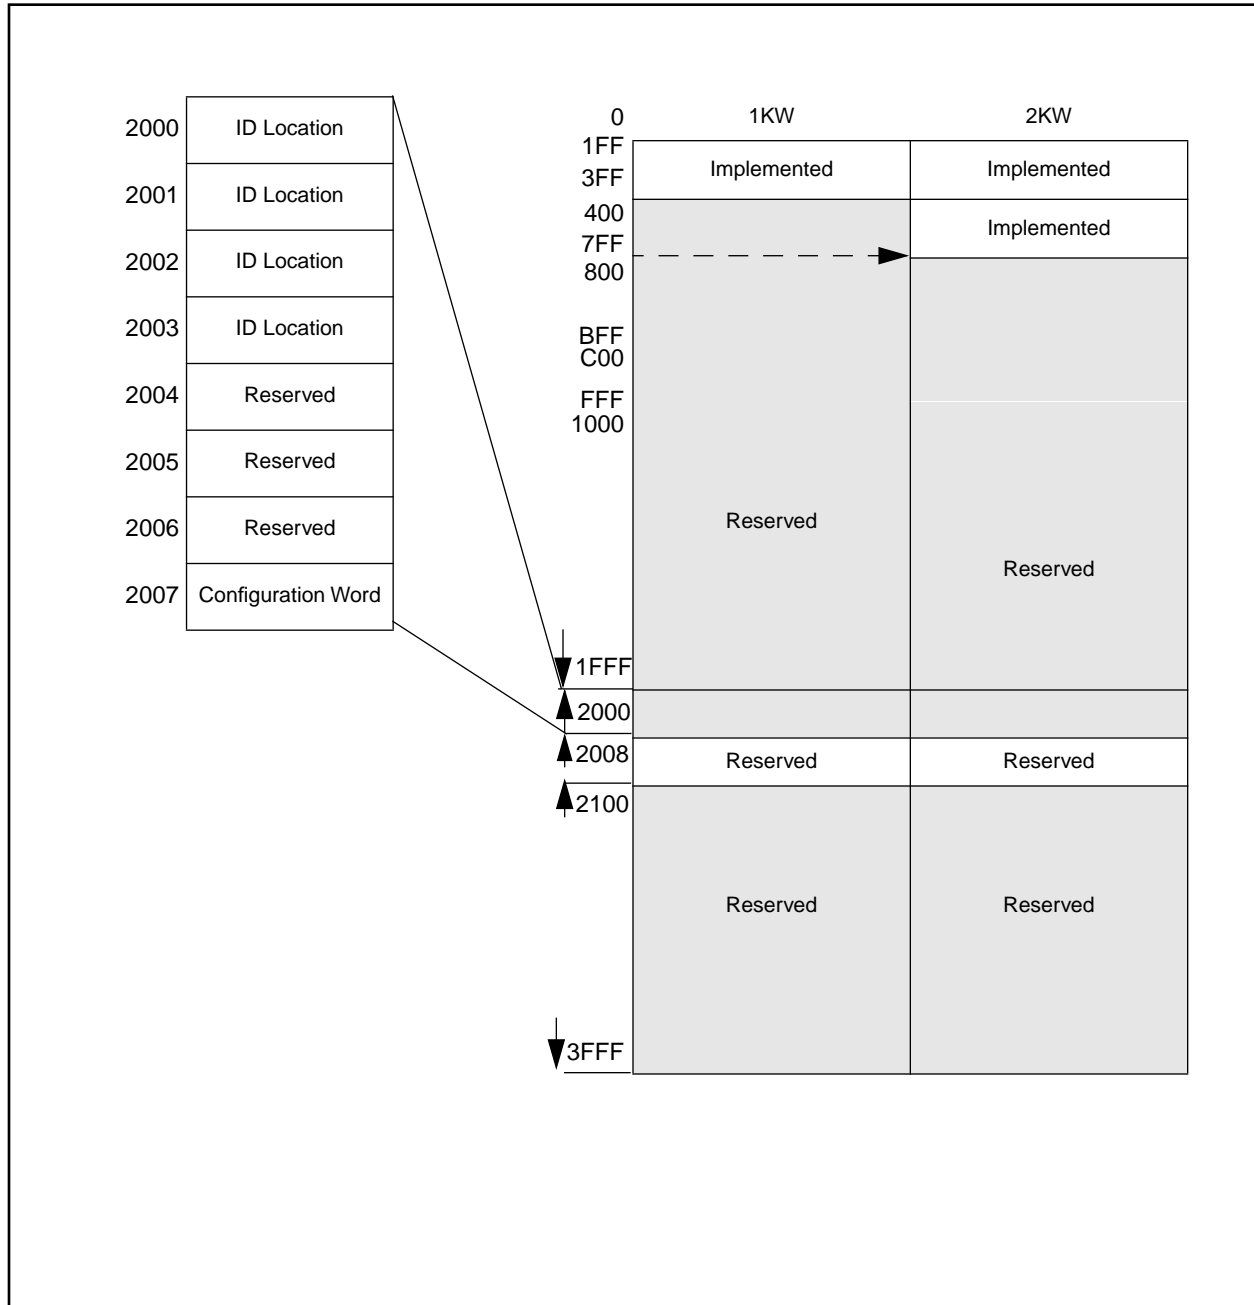 2000 ID Location
2001 ID Location
2002 ID Location
2003 ID Location
2004 Reserved
2005 Reserved
2006 Reserved
2007 Configuration Word
0 1KW 2KW
1FF
Implemented Implemented
3FF
400
Implemented
7FF
800
BFF
C00
FFF
1000
Reserved
Reserved
1FFF
2000
2008 Reserved Reserved
2100
Reserved Reserved
3FFF